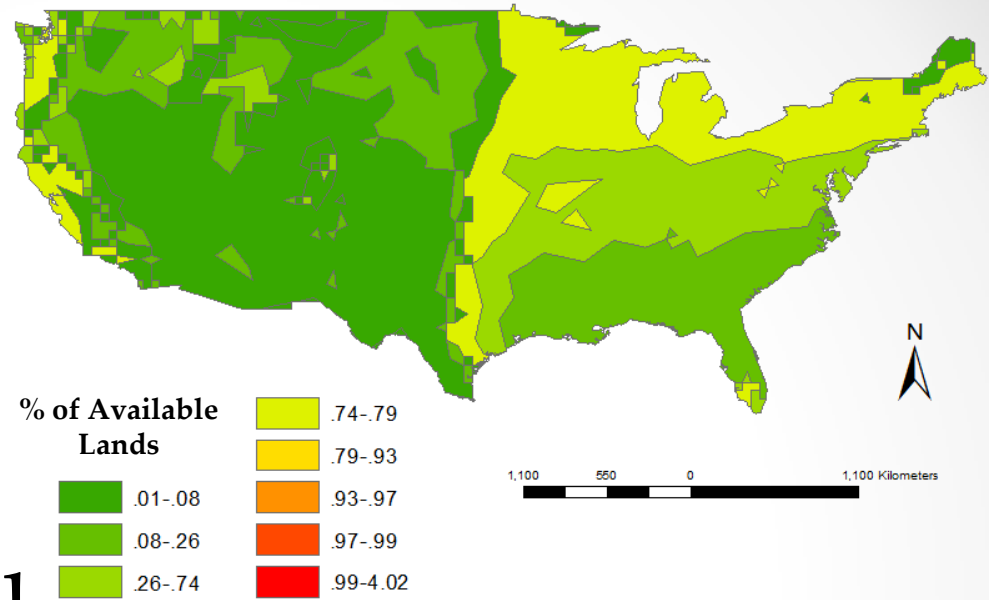 N
% of Available
Lands
.01-.08
.08-.26
.26-.74
.74-.79
.79-.93
.93-.97
.97-.99
.99-4.02
1,100 550 0 1,100 Kilometers
1